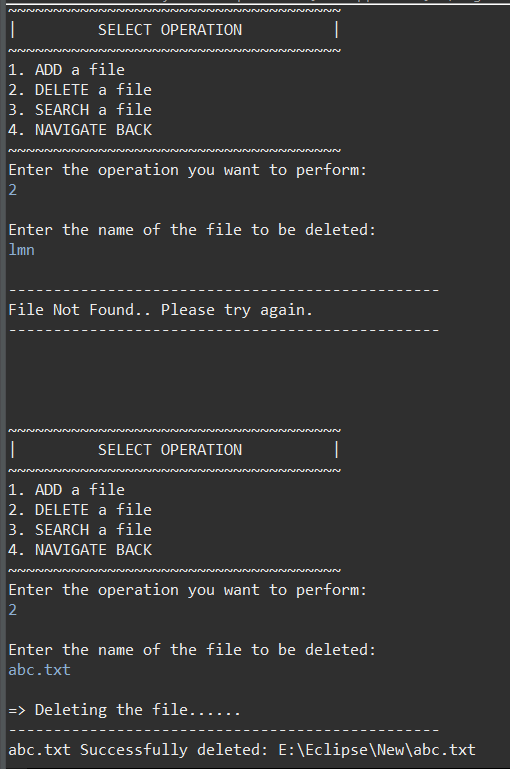 ~~~~~~~~~~~~~~~~~~~~~~~~~~~~~~~~~~~~~
|         SELECT OPERATION          |
~~~~~~~~~~~~~~~~~~~~~~~~~~~~~~~~~~~~~
1. ADD a file
2. DELETE a file
3. SEARCH a file
4. NAVIGATE BACK
~~~~~~~~~~~~~~~~~~~~~~~~~~~~~~~~~~~~~
Enter the operation you want to perform:
2
Enter the name of the file to be deleted:
lmn
------------------------------------------------
File Not Found.. Please try again.
------------------------------------------------
~~~~~~~~~~~~~~~~~~~~~~~~~~~~~~~~~~~~~
|         SELECT OPERATION          |
~~~~~~~~~~~~~~~~~~~~~~~~~~~~~~~~~~~~~
1. ADD a file
2. DELETE a file
3. SEARCH a file
4. NAVIGATE BACK
~~~~~~~~~~~~~~~~~~~~~~~~~~~~~~~~~~~~~
Enter the operation you want to perform:
2
Enter the name of the file to be deleted:
abc.txt
=> Deleting the file......
------------------------------------------------
abc.txt Successfully deleted: E:\Eclipse\New\abc.txt